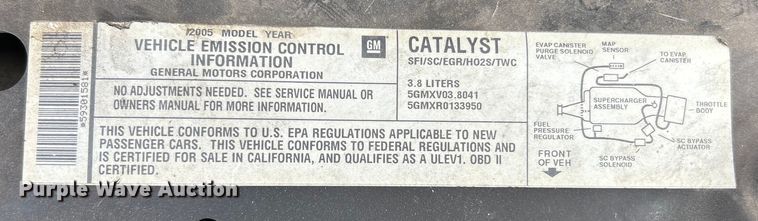 *59301581*
2005 MODEL YEAR
VEHICLE EMISSION CONTROL
INFORMATION
GENERAL MOTORS CORPORATION
GM
NO ADJUSTMENTS NEEDED. SEE SERVICE MANUAL OR
OWNERS MANUAL FOR MORE INFORMATION.
CATALYST
SFI/SC/EGR/HO2S/TWC
3.8 LITERS
5GMXV03.8041
5GMXR0133950
THIS VEHICLE CONFORMS TO U.S. EPA REGULATIONS APPLICABLE TO NEW
PASSENGER CARS. THIS VEHICLE CONFORMS TO FEDERAL REGULATIONS AND
IS CERTIFIED FOR SALE IN CALIFORNIA, AND QUALIFIES AS A ULEV1. OBD II
CERTIFIED.
EVAP CANISTER
PURGE SOLENOID
VALVE
MAP
SENSOR
TO EVAP.
CANISTER
SUPERCHARGER
ASSEMBLY
THROTTLE
BODY
FUEL
PRESSURE
REGULATOR
SC BYPASS
ACTUATOR
FRONT
OF VEH
SC BYPASS
SOLENOID
Purple Wave Auction